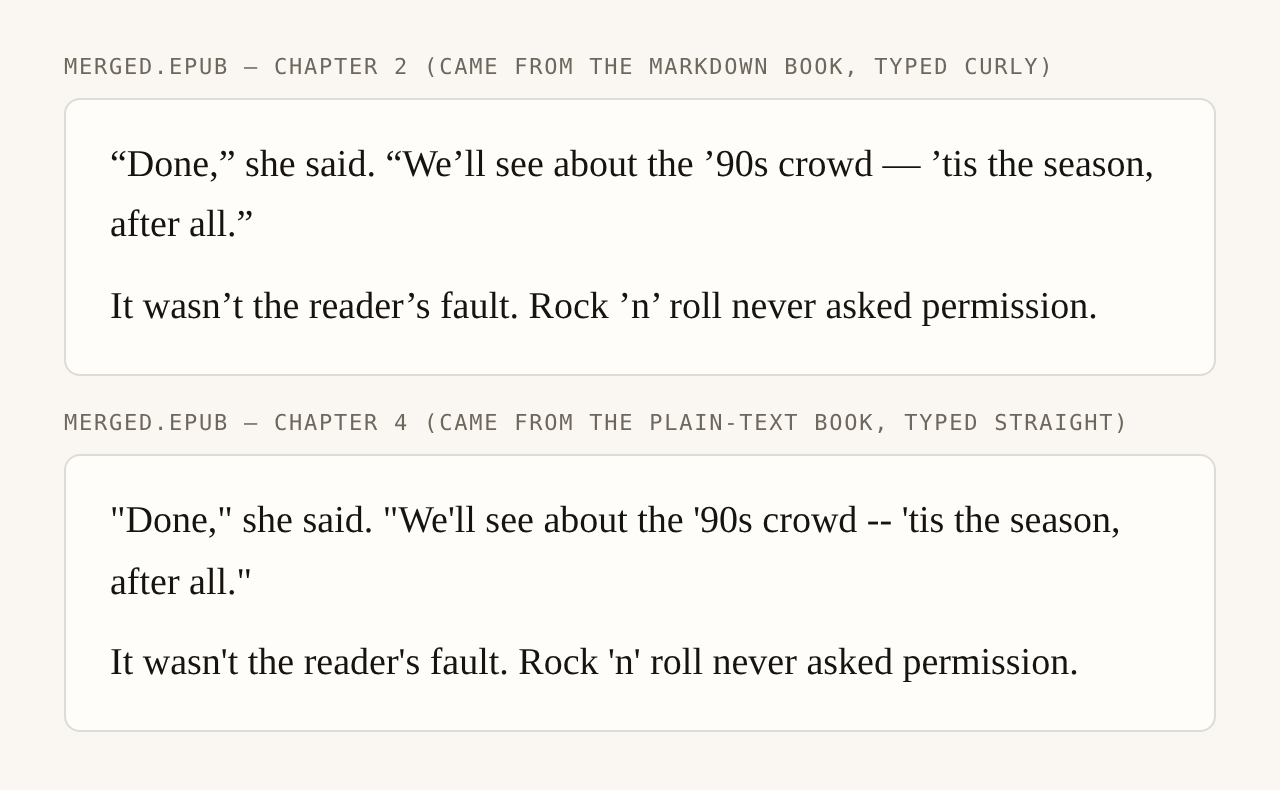 MERGED.EPUB — CHAPTER 2 (CAME FROM THE MARKDOWN BOOK, TYPED CURLY)
“Done,” she said. “We’ll see about the ’90s crowd — ’tis the season,
after all.”
It wasn’t the reader’s fault. Rock ’n’ roll never asked permission.
MERGED.EPUB — CHAPTER 4 (CAME FROM THE PLAIN-TEXT BOOK, TYPED STRAIGHT)
"Done," she said. "We'll see about the '90s crowd -- 'tis the season,
after all."
It wasn't the reader's fault. Rock 'n' roll never asked permission.